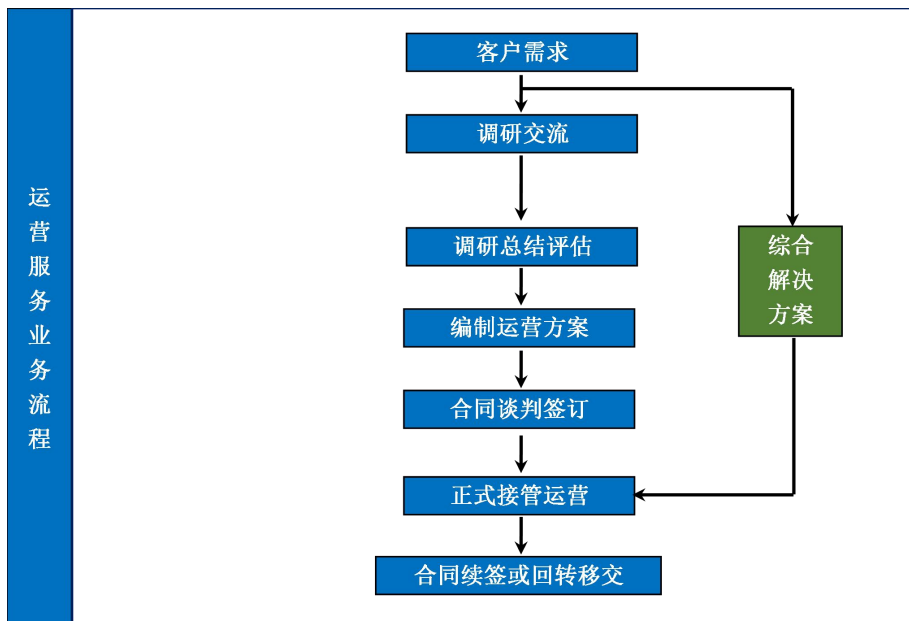 运营服务业务流程
客户需求
调研交流
调研总结评估
综合
解决
方案
编制运营方案
合同谈判签订
正式接管运营
合同续签或回转移交